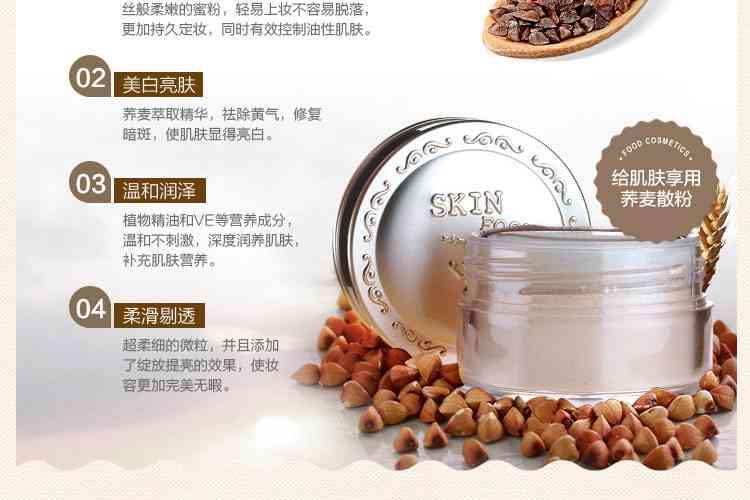 丝般柔嫩的蜜粉，轻易上妆不容易脱落，
更加持久定妆，同时有效控制油性肌肤。
02 美白亮肤
荞麦萃取精华，祛除黄气，修复
暗斑，使肌肤显得亮白。
03 温和润泽
植物精油和VE等营养成分，
温和不刺激，深度润养肌肤，
补充肌肤营养。
04 柔滑剔透
超柔细的微粒，并且添加
了绽放提亮的效果，使妆
容更加完美无暇。
FOOD COSMETICS
给肌肤享用
荞麦散粉
SKIN